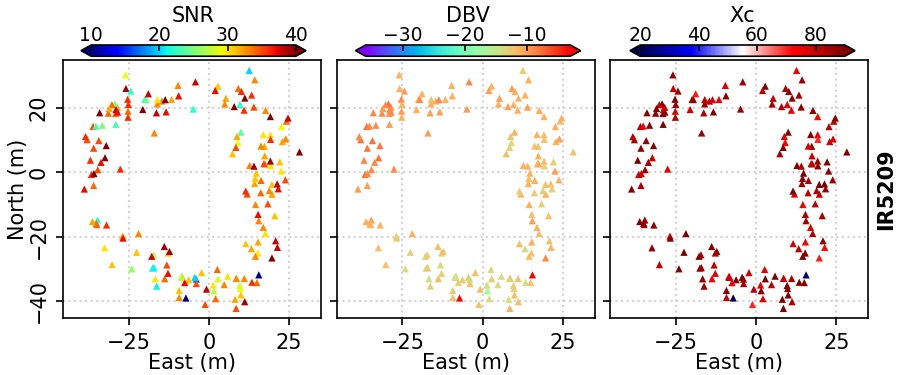 SNR DBV Xc
10 20 30 40 −30 −20 −10 20 40 60 80
North (m)
20
0
−20
−40
−25 0 25 −25 0 25 −25 0 25
East (m) East (m) East (m)
IR5209